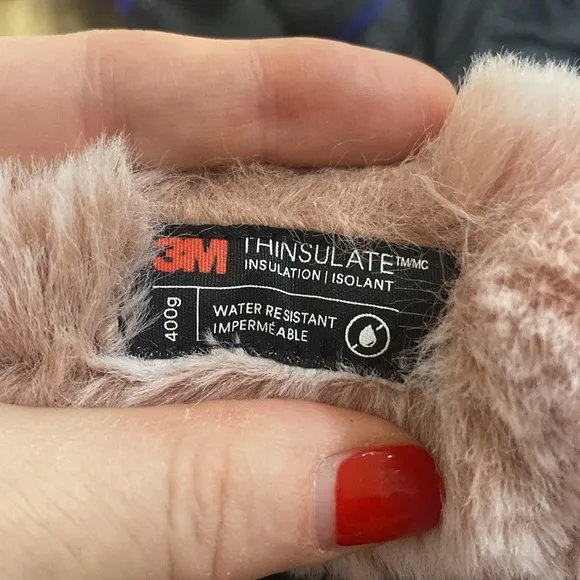 3M THINSULATE™/MC
INSULATION | ISOLANT
400g
WATER RESISTANT
IMPERMÉABLE